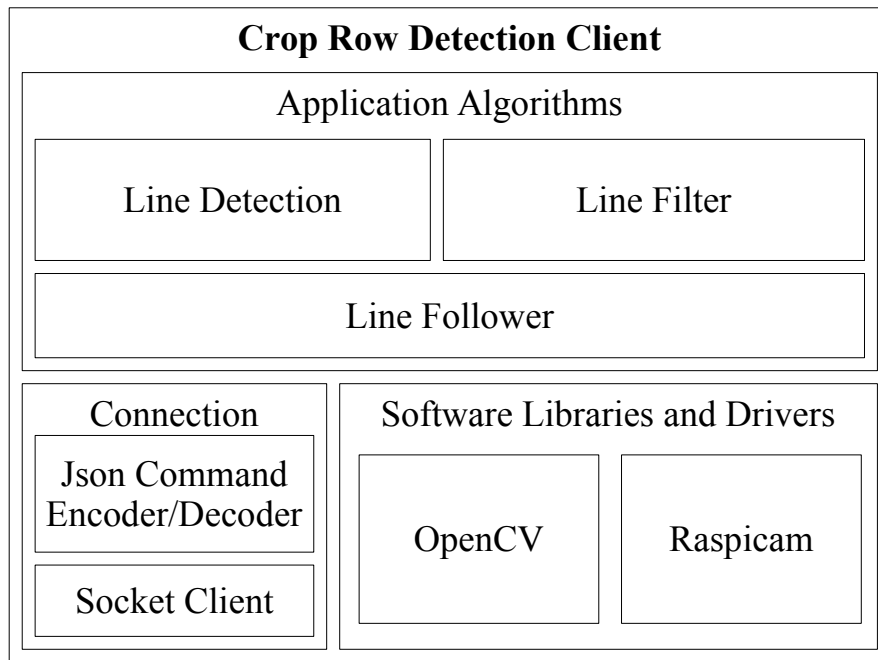 Crop Row Detection Client
Application Algorithms
Line Detection
Line Filter
Line Follower
Connection
Json Command
Encoder/Decoder
Socket Client
Software Libraries and Drivers
OpenCV
Raspicam